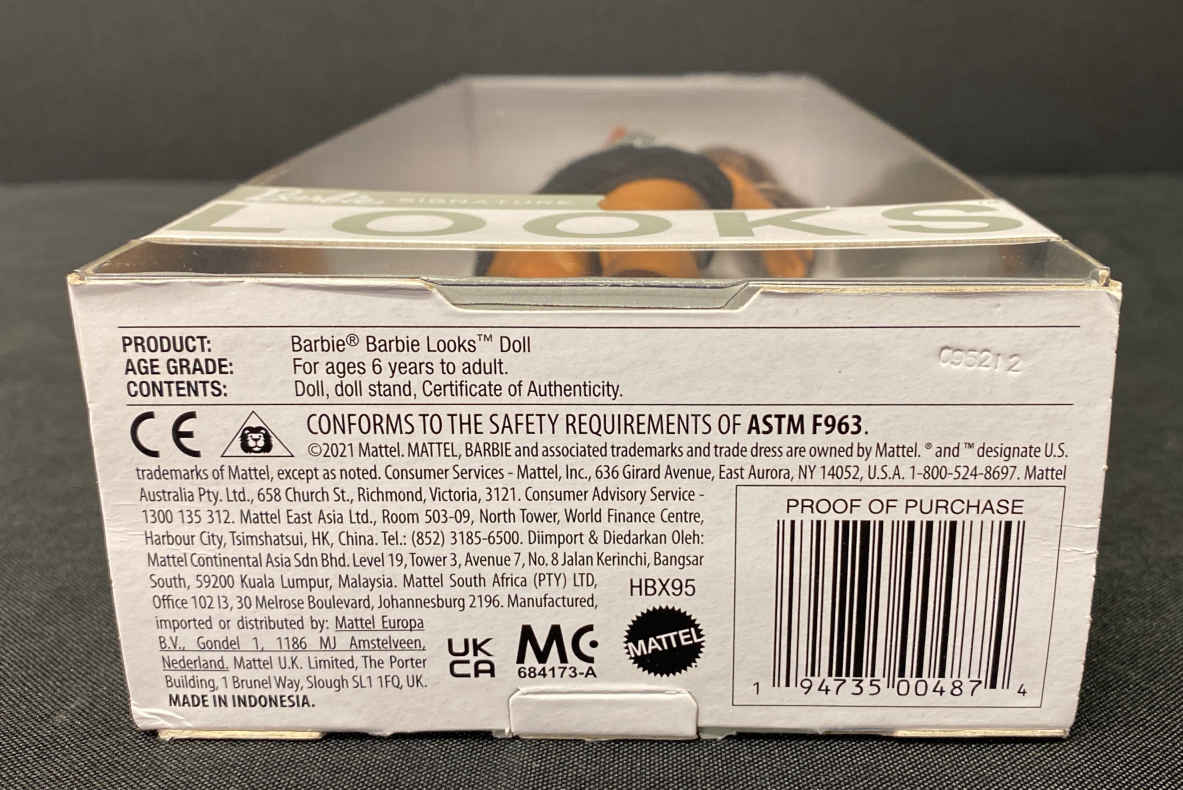 Barbie SIGNATURE
LOOKS
PRODUCT: Barbie® Barbie Looks™ Doll
AGE GRADE: For ages 6 years to adult.
CONTENTS: Doll, doll stand, Certificate of Authenticity.
C95212
CE CONFORMS TO THE SAFETY REQUIREMENTS OF ASTM F963.
©2021 Mattel. MATTEL, BARBIE and associated trademarks and trade dress are owned by Mattel. ® and ™ designate U.S.
trademarks of Mattel, except as noted. Consumer Services - Mattel, Inc., 636 Girard Avenue, East Aurora, NY 14052, U.S.A. 1-800-524-8697. Mattel
Australia Pty. Ltd., 658 Church St., Richmond, Victoria, 3121. Consumer Advisory Service -
1300 135 312. Mattel East Asia Ltd., Room 503-09, North Tower, World Finance Centre,
Harbour City, Tsimshatsui, HK, China. Tel.: (852) 3185-6500. Diimport & Diedarkan Oleh:
Mattel Continental Asia Sdn Bhd. Level 19, Tower 3, Avenue 7, No. 8 Jalan Kerinchi, Bangsar
South, 59200 Kuala Lumpur, Malaysia. Mattel South Africa (PTY) LTD,
Office 102 I3, 30 Melrose Boulevard, Johannesburg 2196. Manufactured,
imported or distributed by: Mattel Europa
B.V., Gondel 1, 1186 MJ Amstelveen,
Nederland. Mattel U.K. Limited, The Porter
Building, 1 Brunel Way, Slough SL1 1FQ, UK.
MADE IN INDONESIA.
UK
CA
MC
684173-A
HBX95
MATTEL
PROOF OF PURCHASE
1 94735 00487 4